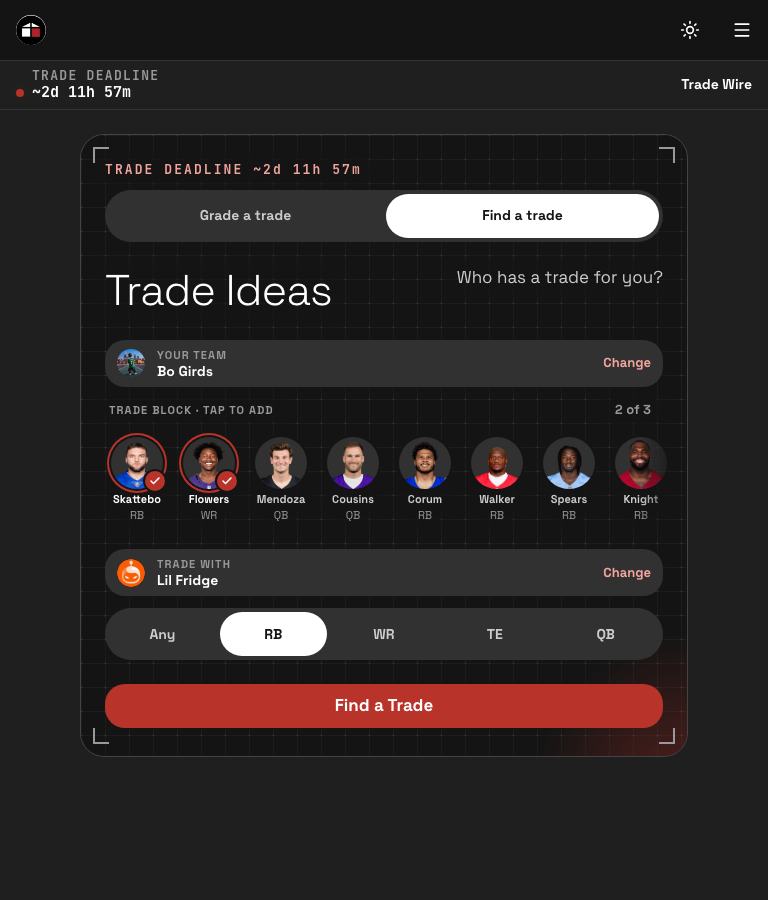 TRADE DEADLINE
~2d 11h 57m
Trade Wire
TRADE DEADLINE ~2d 11h 57m
Grade a trade
Find a trade
Trade Ideas
Who has a trade for you?
YOUR TEAM
Bo Girds
Change
TRADE BLOCK · TAP TO ADD
2 of 3
Skattebo
RB
Flowers
WR
Mendoza
QB
Cousins
QB
Corum
RB
Walker
RB
Spears
RB
Knight
RB
TRADE WITH
Lil Fridge
Change
Any
RB
WR
TE
QB
Find a Trade